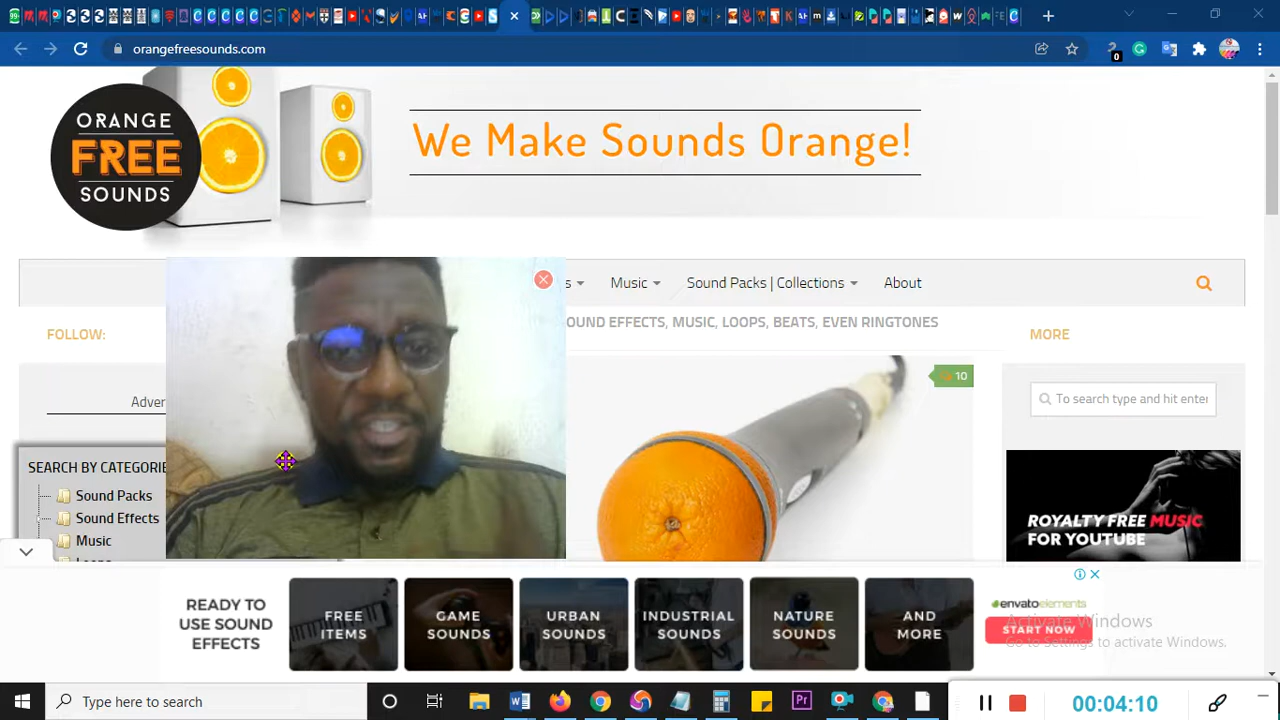 orangefreesounds.com
0
ORANGE
FREE
SOUNDS
We Make Sounds Orange!
s
Music
Sound Packs | Collections
About
FOLLOW:
OUND EFFECTS, MUSIC, LOOPS, BEATS, EVEN RINGTONES
MORE
10
Adver
To search type and hit enter
SEARCH BY CATEGORIE
Sound Packs
Sound Effects
Music
ROYALTY FREE MUSIC
FOR YOUTUBE
READY TO
USE SOUND
EFFECTS
FREE
ITEMS
GAME
SOUNDS
URBAN
SOUNDS
INDUSTRIAL
SOUNDS
NATURE
SOUNDS
AND
MORE
envatoelements
START NOW
Activate Windows
Go to Settings to activate Windows.
Type here to search
Pr
00:04:10